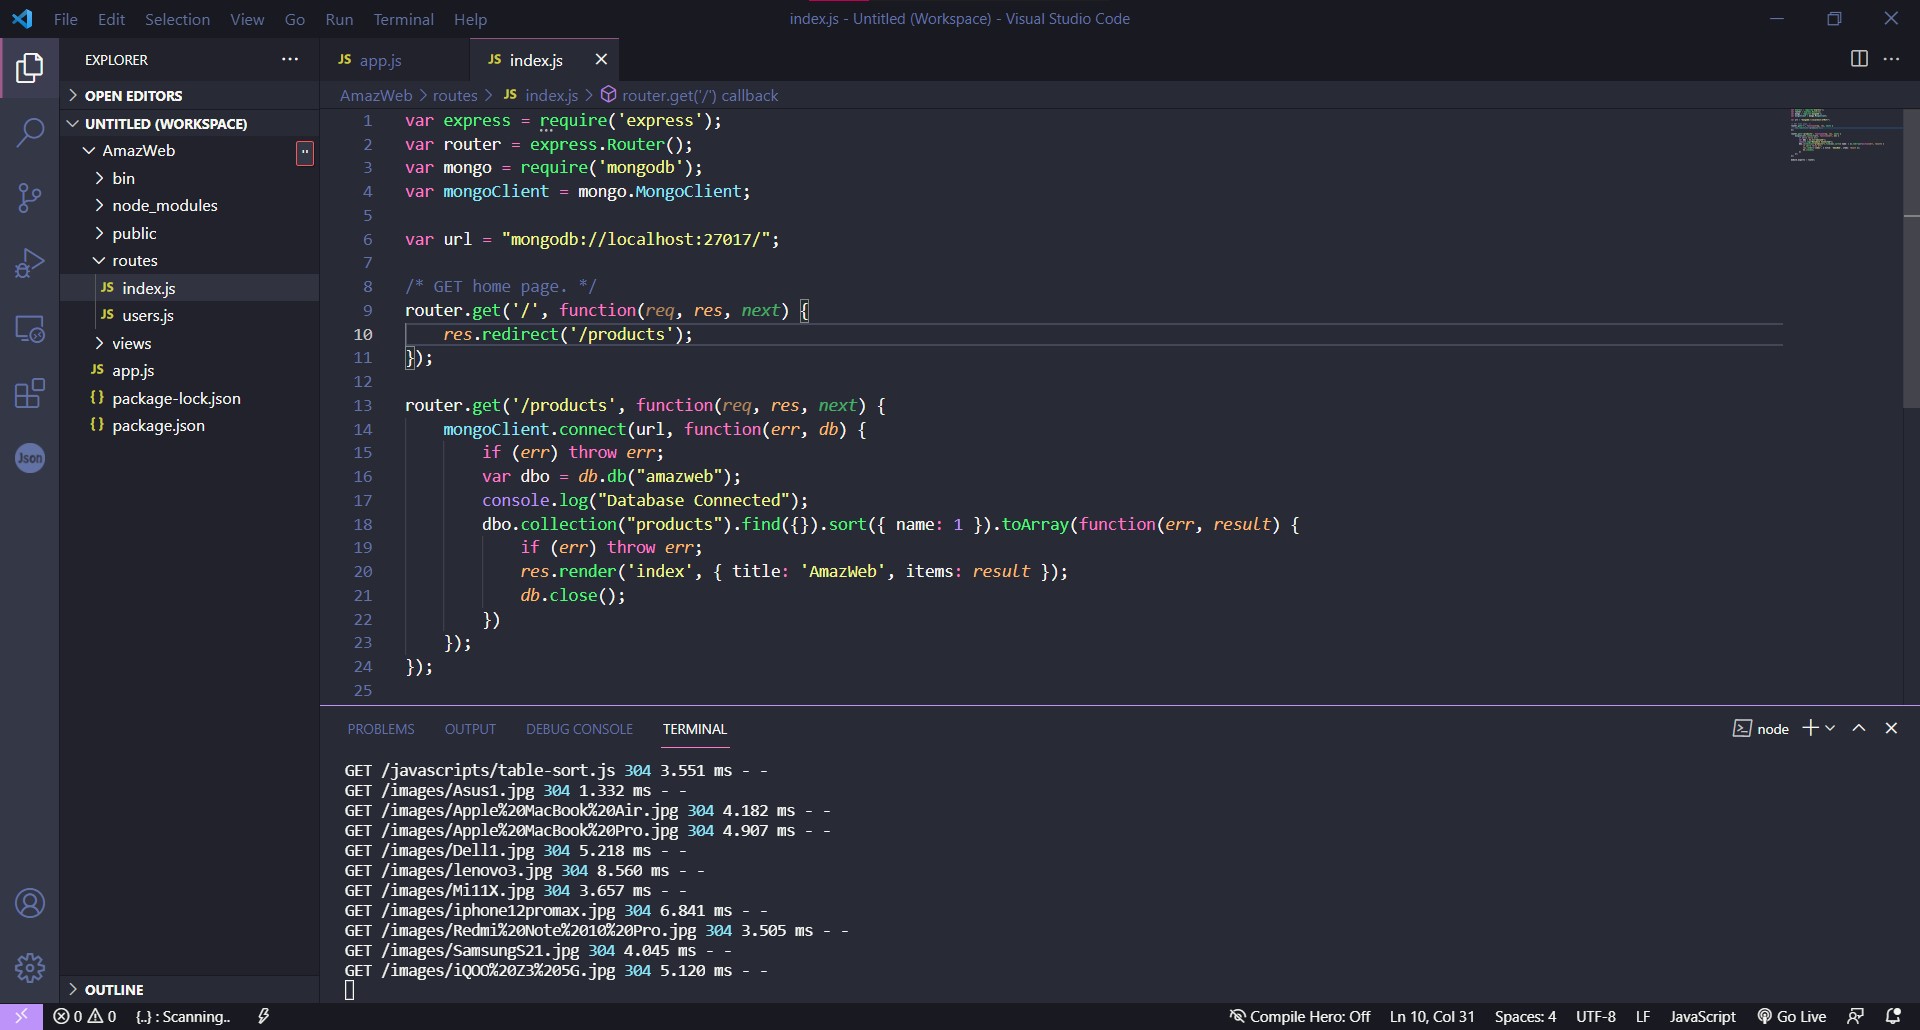 File Edit Selection View Go Run Terminal Help
index.js - Untitled (Workspace) - Visual Studio Code
EXPLORER
OPEN EDITORS
UNTITLED (WORKSPACE)
AmazWeb
bin
node_modules
public
routes
JS index.js
JS users.js
views
JS app.js
{} package-lock.json
{} package.json
Json
OUTLINE
JS app.js
JS index.js
AmazWeb > routes > JS index.js > router.get('/') callback
1 var express = require('express');
2 var router = express.Router();
3 var mongo = require('mongodb');
4 var mongoClient = mongo.MongoClient;
5
6 var url = "mongodb://localhost:27017/";
7
8 /* GET home page. */
9 router.get('/', function(req, res, next) {
10 res.redirect('/products');
11 });
12
13 router.get('/products', function(req, res, next) {
14 mongoClient.connect(url, function(err, db) {
15 if (err) throw err;
16 var dbo = db.db("amazweb");
17 console.log("Database Connected");
18 dbo.collection("products").find({}).sort({ name: 1 }).toArray(function(err, result) {
19 if (err) throw err;
20 res.render('index', { title: 'AmazWeb', items: result });
21 db.close();
22 })
23 });
24 });
25
PROBLEMS OUTPUT DEBUG CONSOLE TERMINAL
node
GET /javascripts/table-sort.js 304 3.551 ms - -
GET /images/Asus1.jpg 304 1.332 ms - -
GET /images/Apple%20MacBook%20Air.jpg 304 4.182 ms - -
GET /images/Apple%20MacBook%20Pro.jpg 304 4.907 ms - -
GET /images/Dell1.jpg 304 5.218 ms - -
GET /images/lenovo3.jpg 304 8.560 ms - -
GET /images/Mi11X.jpg 304 3.657 ms - -
GET /images/iphone12promax.jpg 304 6.841 ms - -
GET /images/Redmi%20Note%2010%20Pro.jpg 304 3.505 ms - -
GET /images/SamsungS21.jpg 304 4.045 ms - -
GET /images/iQOO%20Z3%205G.jpg 304 5.120 ms - -
0 0 {..} : Scanning..
Compile Hero: Off Ln 10, Col 31 Spaces: 4 UTF-8 LF JavaScript Go Live